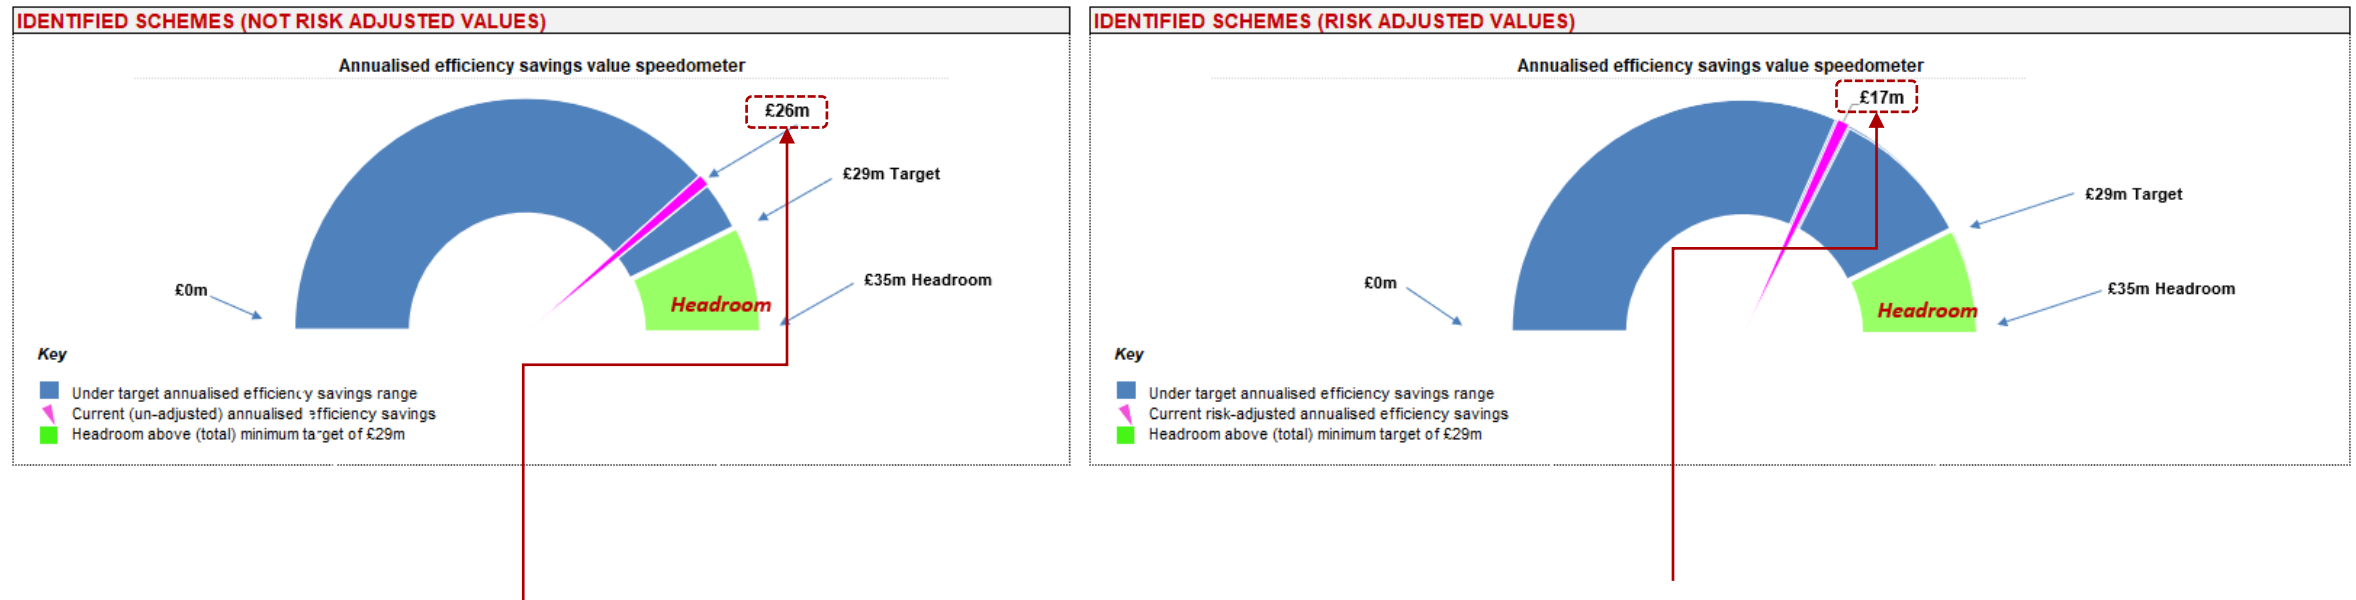 IDENTIFIED SCHEMES (NOT RISK ADJUSTED VALUES)
Annualised efficiency savings value speedometer
£26m
£29m Target
£35m Headroom
£0m
Headroom
Key
Under target annualised efficiency savings range
Current (un-adjusted) annualised efficiency savings
Headroom above (total) minimum target of £29m
IDENTIFIED SCHEMES (RISK ADJUSTED VALUES)
Annualised efficiency savings value speedometer
£17m
£29m Target
£0m
£35m Headroom
Headroom
Key
Under target annualised efficiency savings range
Current risk-adjusted annualised efficiency savings
Headroom above (total) minimum target of £29m